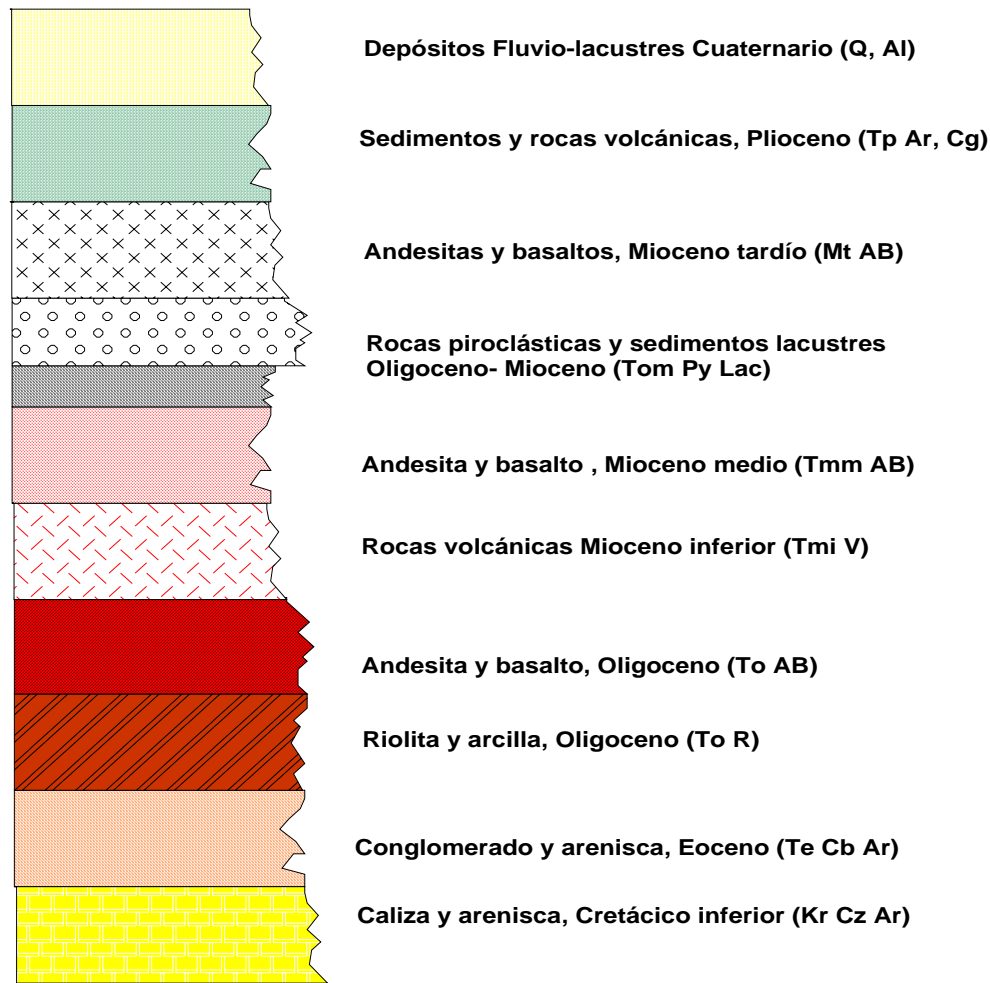 Depósitos Fluvio-lacustres Cuaternario (Q, Al)
Sedimentos y rocas volcánicas, Plioceno (Tp Ar, Cg)
Andesitas y basaltos, Mioceno tardío (Mt AB)
Rocas piroclásticas y sedimentos lacustres
Oligoceno- Mioceno (Tom Py Lac)
Andesita y basalto , Mioceno medio (Tmm AB)
Rocas volcánicas Mioceno inferior (Tmi V)
Andesita y basalto, Oligoceno (To AB)
Riolita y arcilla, Oligoceno (To R)
Conglomerado y arenisca, Eoceno (Te Cb Ar)
Caliza y arenisca, Cretácico inferior (Kr Cz Ar)